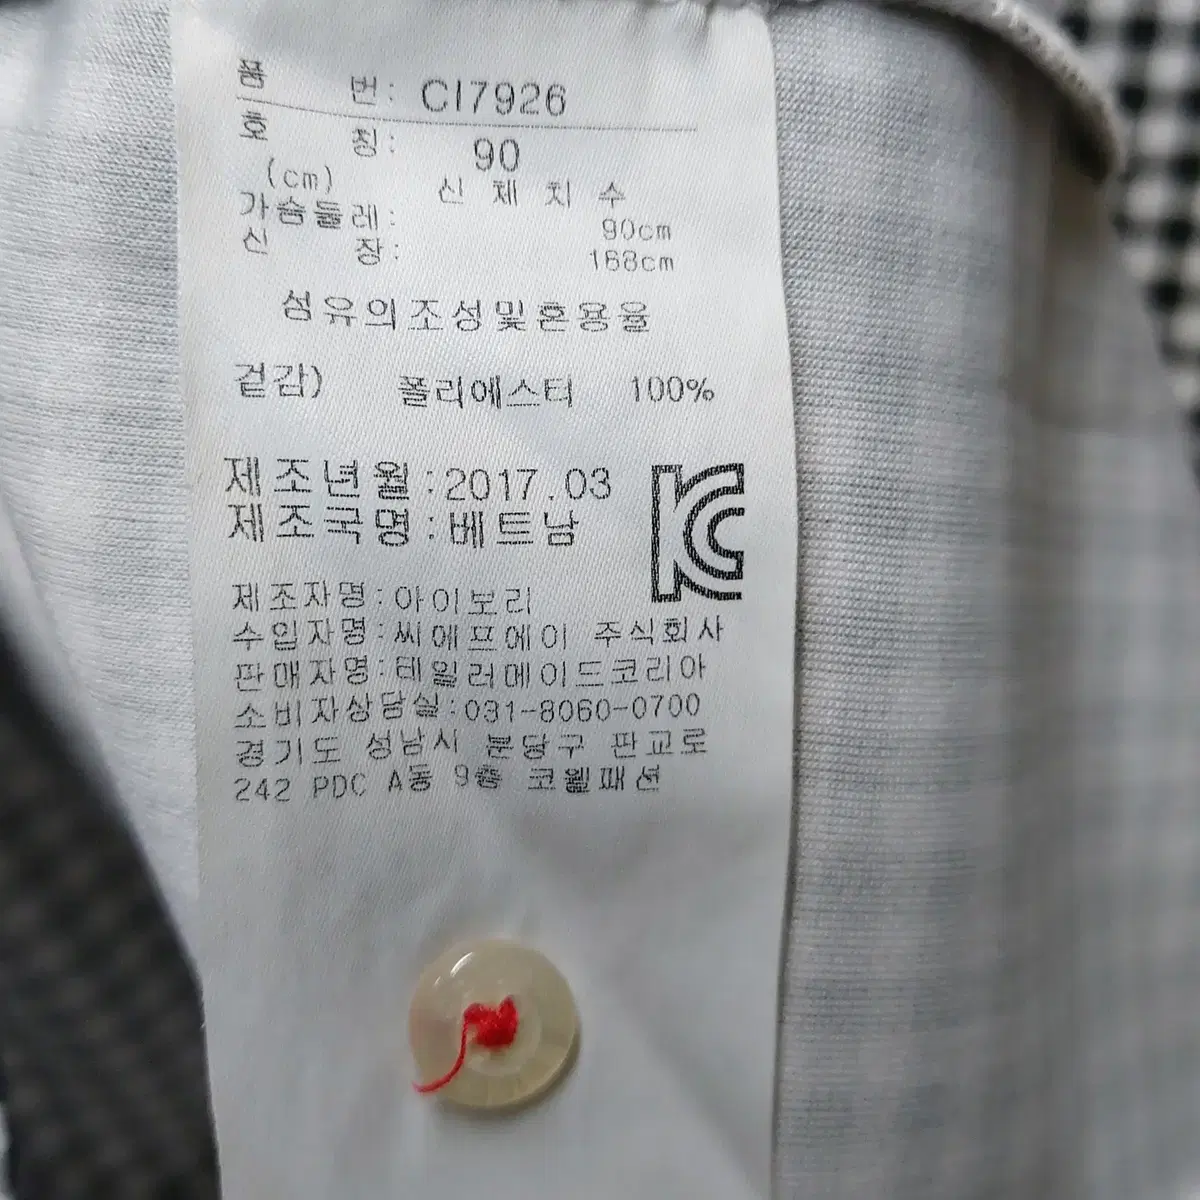 품 번: CI7926
호 칭: 90
(cm) 신 체 치 수
가슴둘레: 90cm
신 장: 168cm
섬유의조성및혼용율
겉감) 폴리에스터 100%
제조년월:2017.03
제조국명:베트남
KC
제조자명:아이보리
수입자명:씨에프에이 주식회사
판매자명:테일러메이드코리아
소비자상담실:031-8060-0700
경기도 성남시 분당구 판교로
242 PDC A동 9층 코웰패션